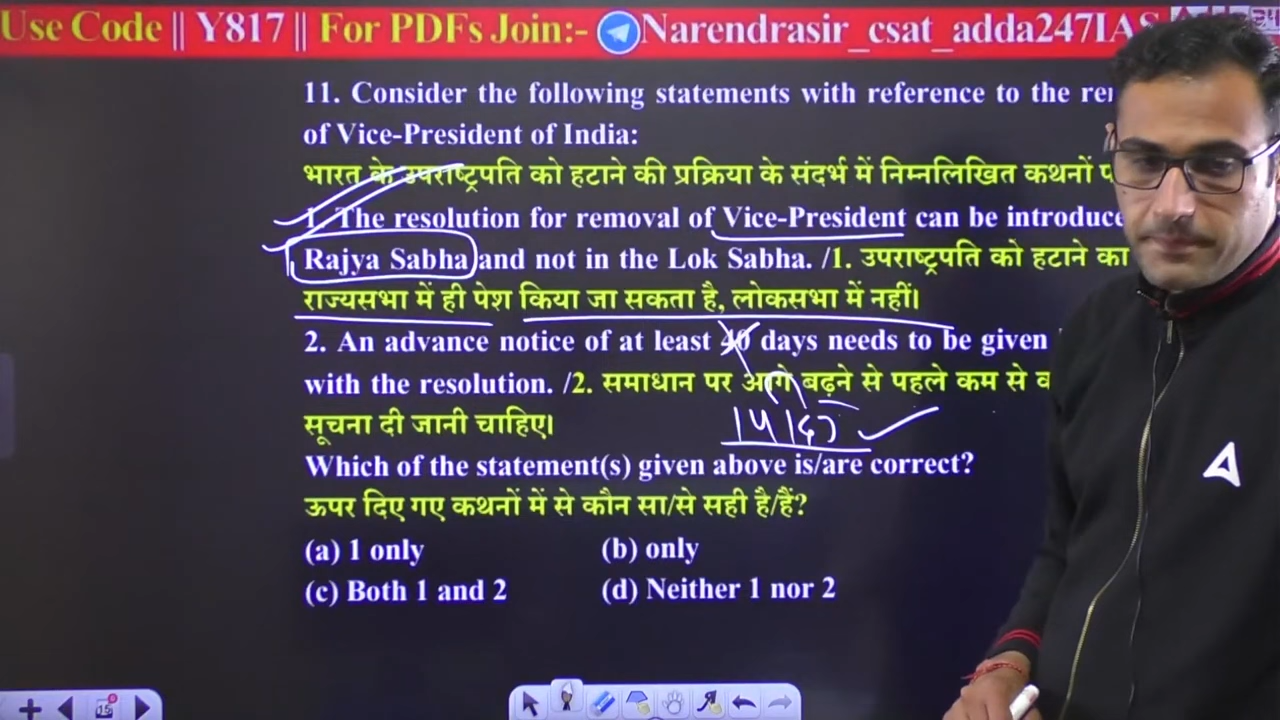 Use Code || Y817 || For PDFs Join:- Narendrasir_csat_adda247IAS
11. Consider the following statements with reference to the
of Vice-President of India:
भारत के उपराष्ट्रपति को हटाने की प्रक्रिया के संदर्भ में निम्नलिखित कथनों
1. The resolution for removal of Vice-President can be introduce
Rajya Sabha and not in the Lok Sabha. /1. उपराष्ट्रपति को हटाने का
राज्यसभा में ही पेश किया जा सकता है, लोकसभा में नहीं।
2. An advance notice of at least 40 days needs to be given
with the resolution. /2. समाधान पर आगे बढ़ने से पहले कम से
सूचना दी जानी चाहिए।
14
Which of the statement(s) given above is/are correct?
ऊपर दिए गए कथनों में से कौन सा/से सही है/हैं?
(a) 1 only (b) only
(c) Both 1 and 2 (d) Neither 1 nor 2
15